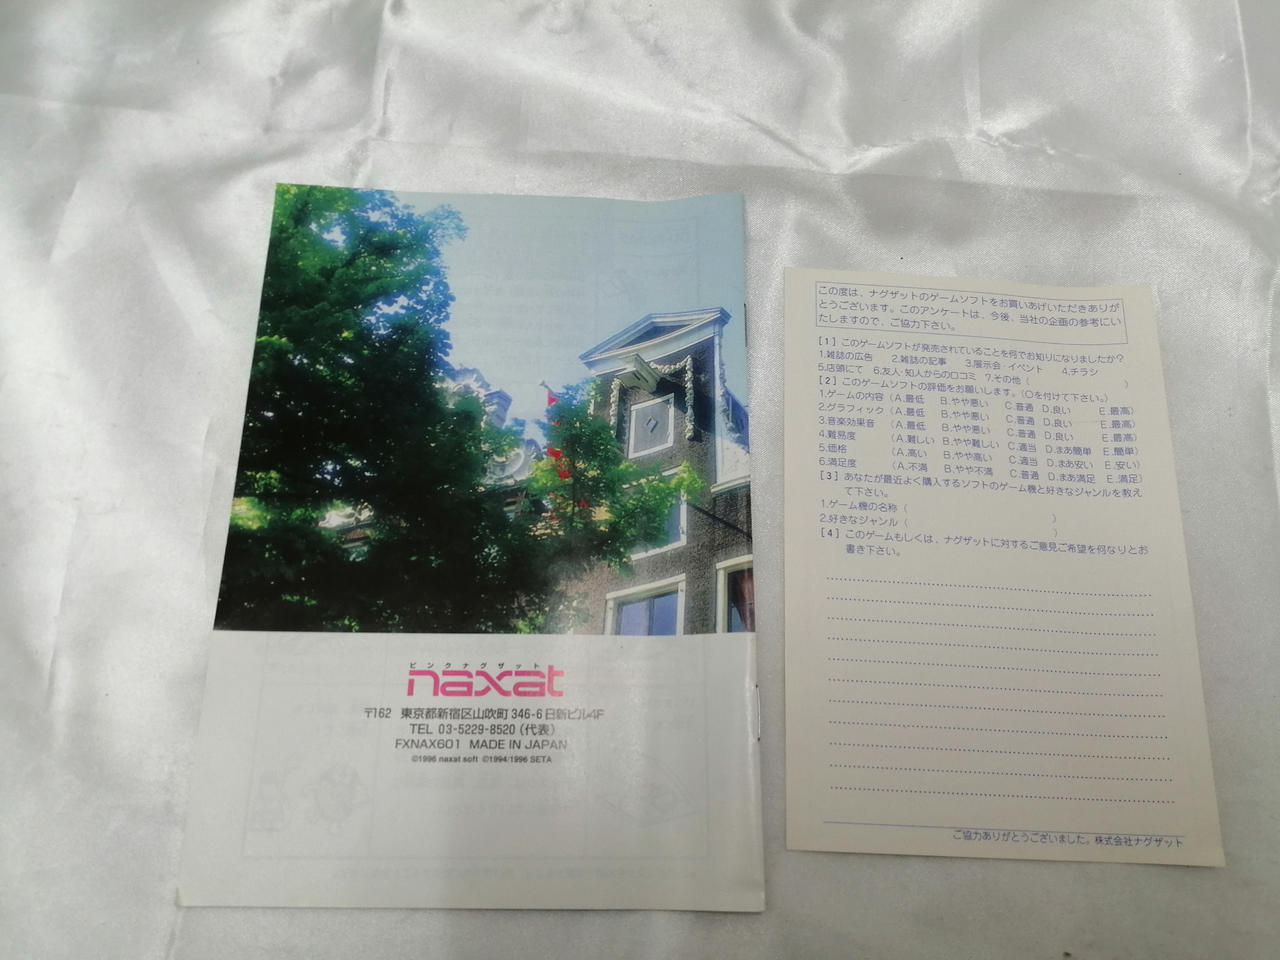 ピンクナグザット
naxat
〒162 東京都新宿区山吹町346-6 日新ビル4F
TEL 03-5229-8520(代表)
FXNAX601 MADE IN JAPAN
©1996 naxat soft ©1994/1996 SETA
この度は、ナグザットのゲームソフトをお買いあげいただきありが
とうございます。このアンケートは、今後、当社の企画の参考にい
たしますので、ご協力下さい。
[1] このゲームソフトが発売されていることを何でお知りになりましたか?
1.雑誌の広告 2.雑誌の記事 3.展示会・イベント 4.チラシ
5.店頭にて 6.友人・知人からの口コミ 7.その他( )
[2] このゲームソフトの評価をお願いします。(○を付けて下さい。)
1.ゲームの内容 (A.最低 B.やや悪い C.普通 D.良い E.最高)
2.グラフィック (A.最低 B.やや悪い C.普通 D.良い E.最高)
3.音楽効果音 (A.最低 B.やや悪い C.普通 D.良い E.最高)
4.難易度 (A.難しい B.やや難しい C.適当 D.まあ簡単 E.簡単)
5.価格 (A.高い B.やや高い C.適当 D.まあ安い E.安い)
6.満足度 (A.不満 B.やや不満 C.普通 D.まあ満足 E.満足)
[3] あなたが最近よく購入するソフトのゲーム機と好きなジャンルを教え
て下さい。
1.ゲーム機の名称( )
2.好きなジャンル( )
[4] このゲームもしくは、ナグザットに対するご意見ご希望を何なりとお
書き下さい。
ご協力ありがとうございました。株式会社ナグザット